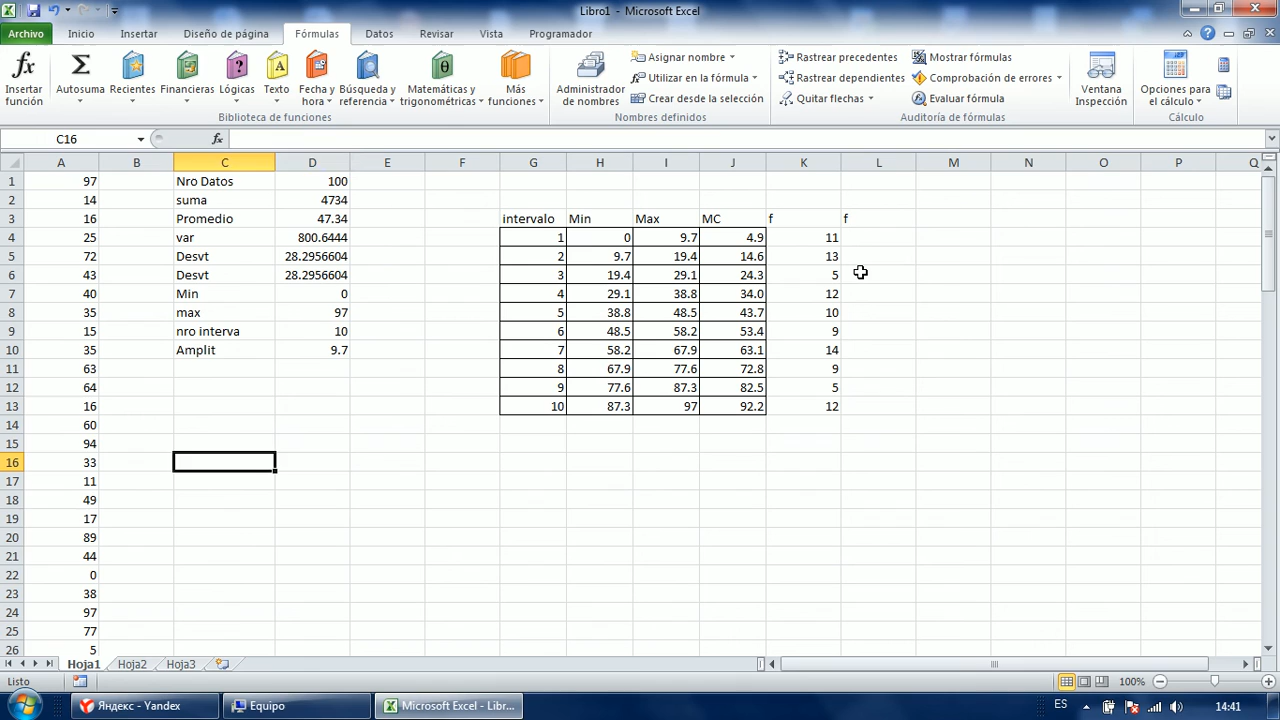 Libro1 - Microsoft Excel
Archivo Inicio Insertar Diseño de página Fórmulas Datos Revisar Vista Programador
Insertar función Autosuma Recientes Financieras Lógicas Texto Fecha y hora Búsqueda y referencia Matemáticas y trigonométricas Más funciones
Biblioteca de funciones
Administrador de nombres
Asignar nombre
Utilizar en la fórmula
Crear desde la selección
Nombres definidos
Rastrear precedentes
Rastrear dependientes
Quitar flechas
Mostrar fórmulas
Comprobación de errores
Evaluar fórmula
Auditoría de fórmulas
Ventana Inspección
Opciones para el cálculo
Cálculo
C16 fx
A B C D E F G H I J K L M N O P Q
1 97 Nro Datos 100
2 14 suma 4734
3 16 Promedio 47.34 intervalo Min Max MC f f
4 25 var 800.6444 1 0 9.7 4.9 11
5 72 Desvt 28.2956604 2 9.7 19.4 14.6 13
6 43 Desvt 28.2956604 3 19.4 29.1 24.3 5
7 40 Min 0 4 29.1 38.8 34.0 12
8 35 max 97 5 38.8 48.5 43.7 10
9 15 nro interva 10 6 48.5 58.2 53.4 9
10 35 Amplit 9.7 7 58.2 67.9 63.1 14
11 63 8 67.9 77.6 72.8 9
12 64 9 77.6 87.3 82.5 5
13 16 10 87.3 97 92.2 12
14 60
15 94
16 33
17 11
18 49
19 17
20 89
21 44
22 0
23 38
24 97
25 77
26 5
Hoja1 Hoja2 Hoja3
Listo 100%
Яндекс - Yandex Equipo Microsoft Excel - Libr... ES 14:41